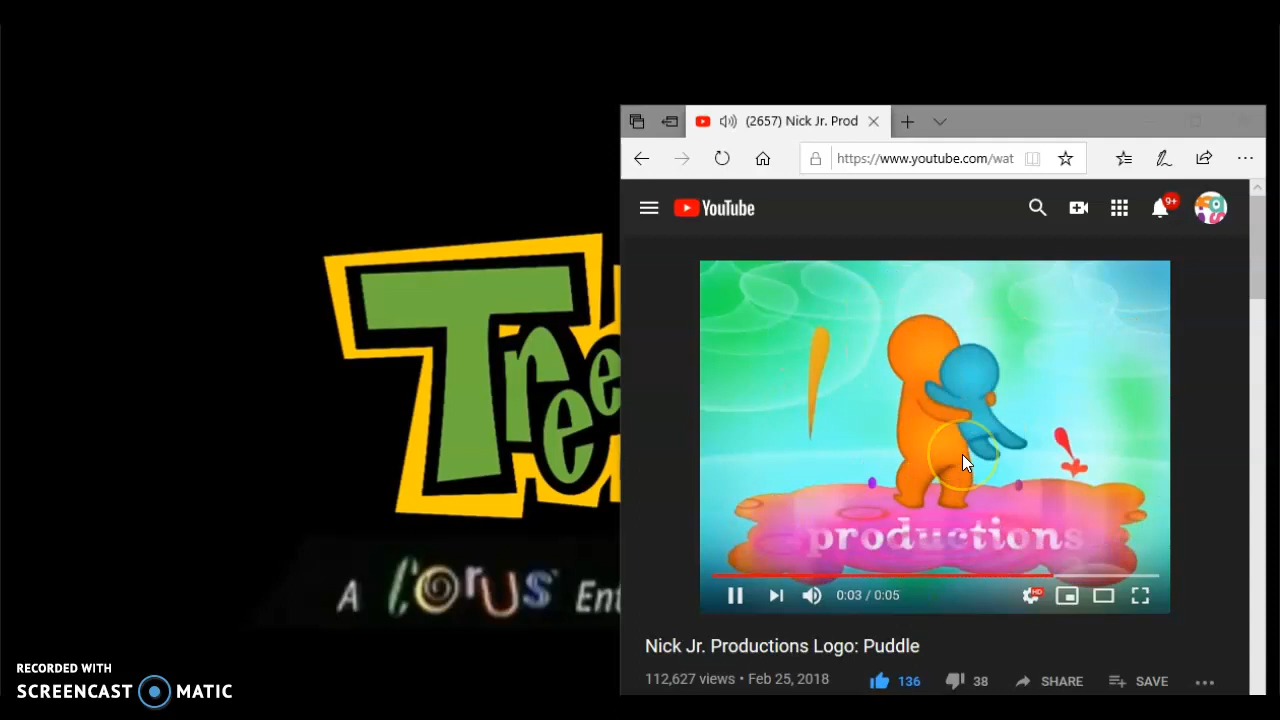 (2657) Nick Jr. Prod
https://www.youtube.com/wat
YouTube
9+
Tree
productions
0:03 / 0:05
HD
A Corus Ent
Nick Jr. Productions Logo: Puddle
112,627 views • Feb 25, 2018
136
38
SHARE
SAVE
RECORDED WITH
SCREENCAST MATIC